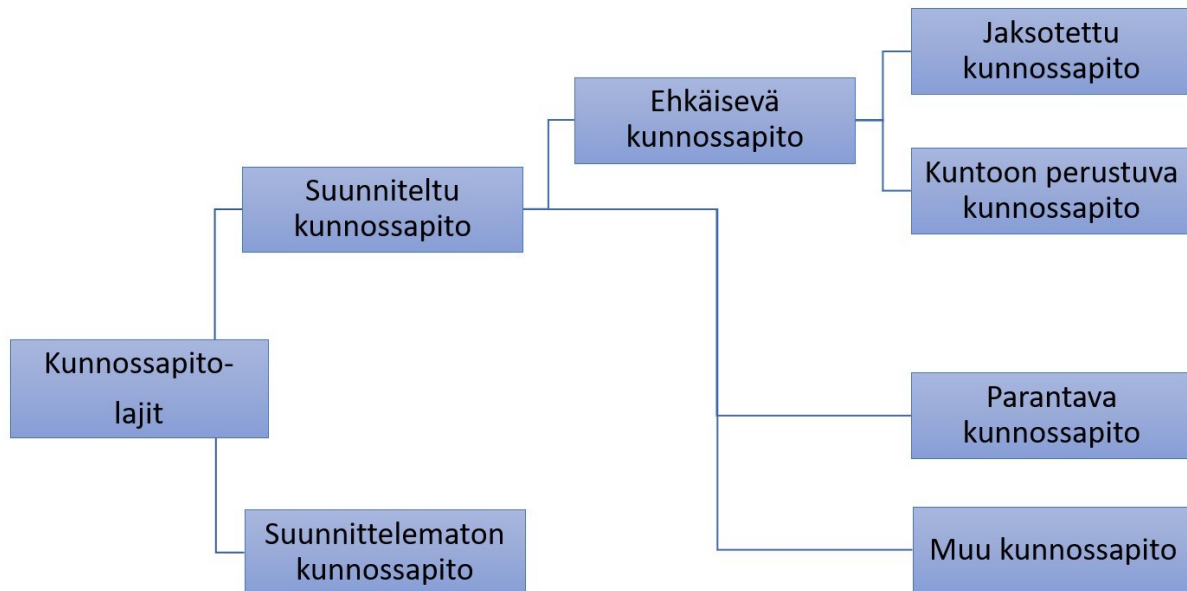 Jaksotettu
kunnossapito
Ehkäisevä
kunnossapito
Kuntoon perustuva
kunnossapito
Suunniteltu
kunnossapito
Kunnossapito-
lajit
Parantava
kunnossapito
Suunnittelematon
kunnossapito
Muu kunnossapito